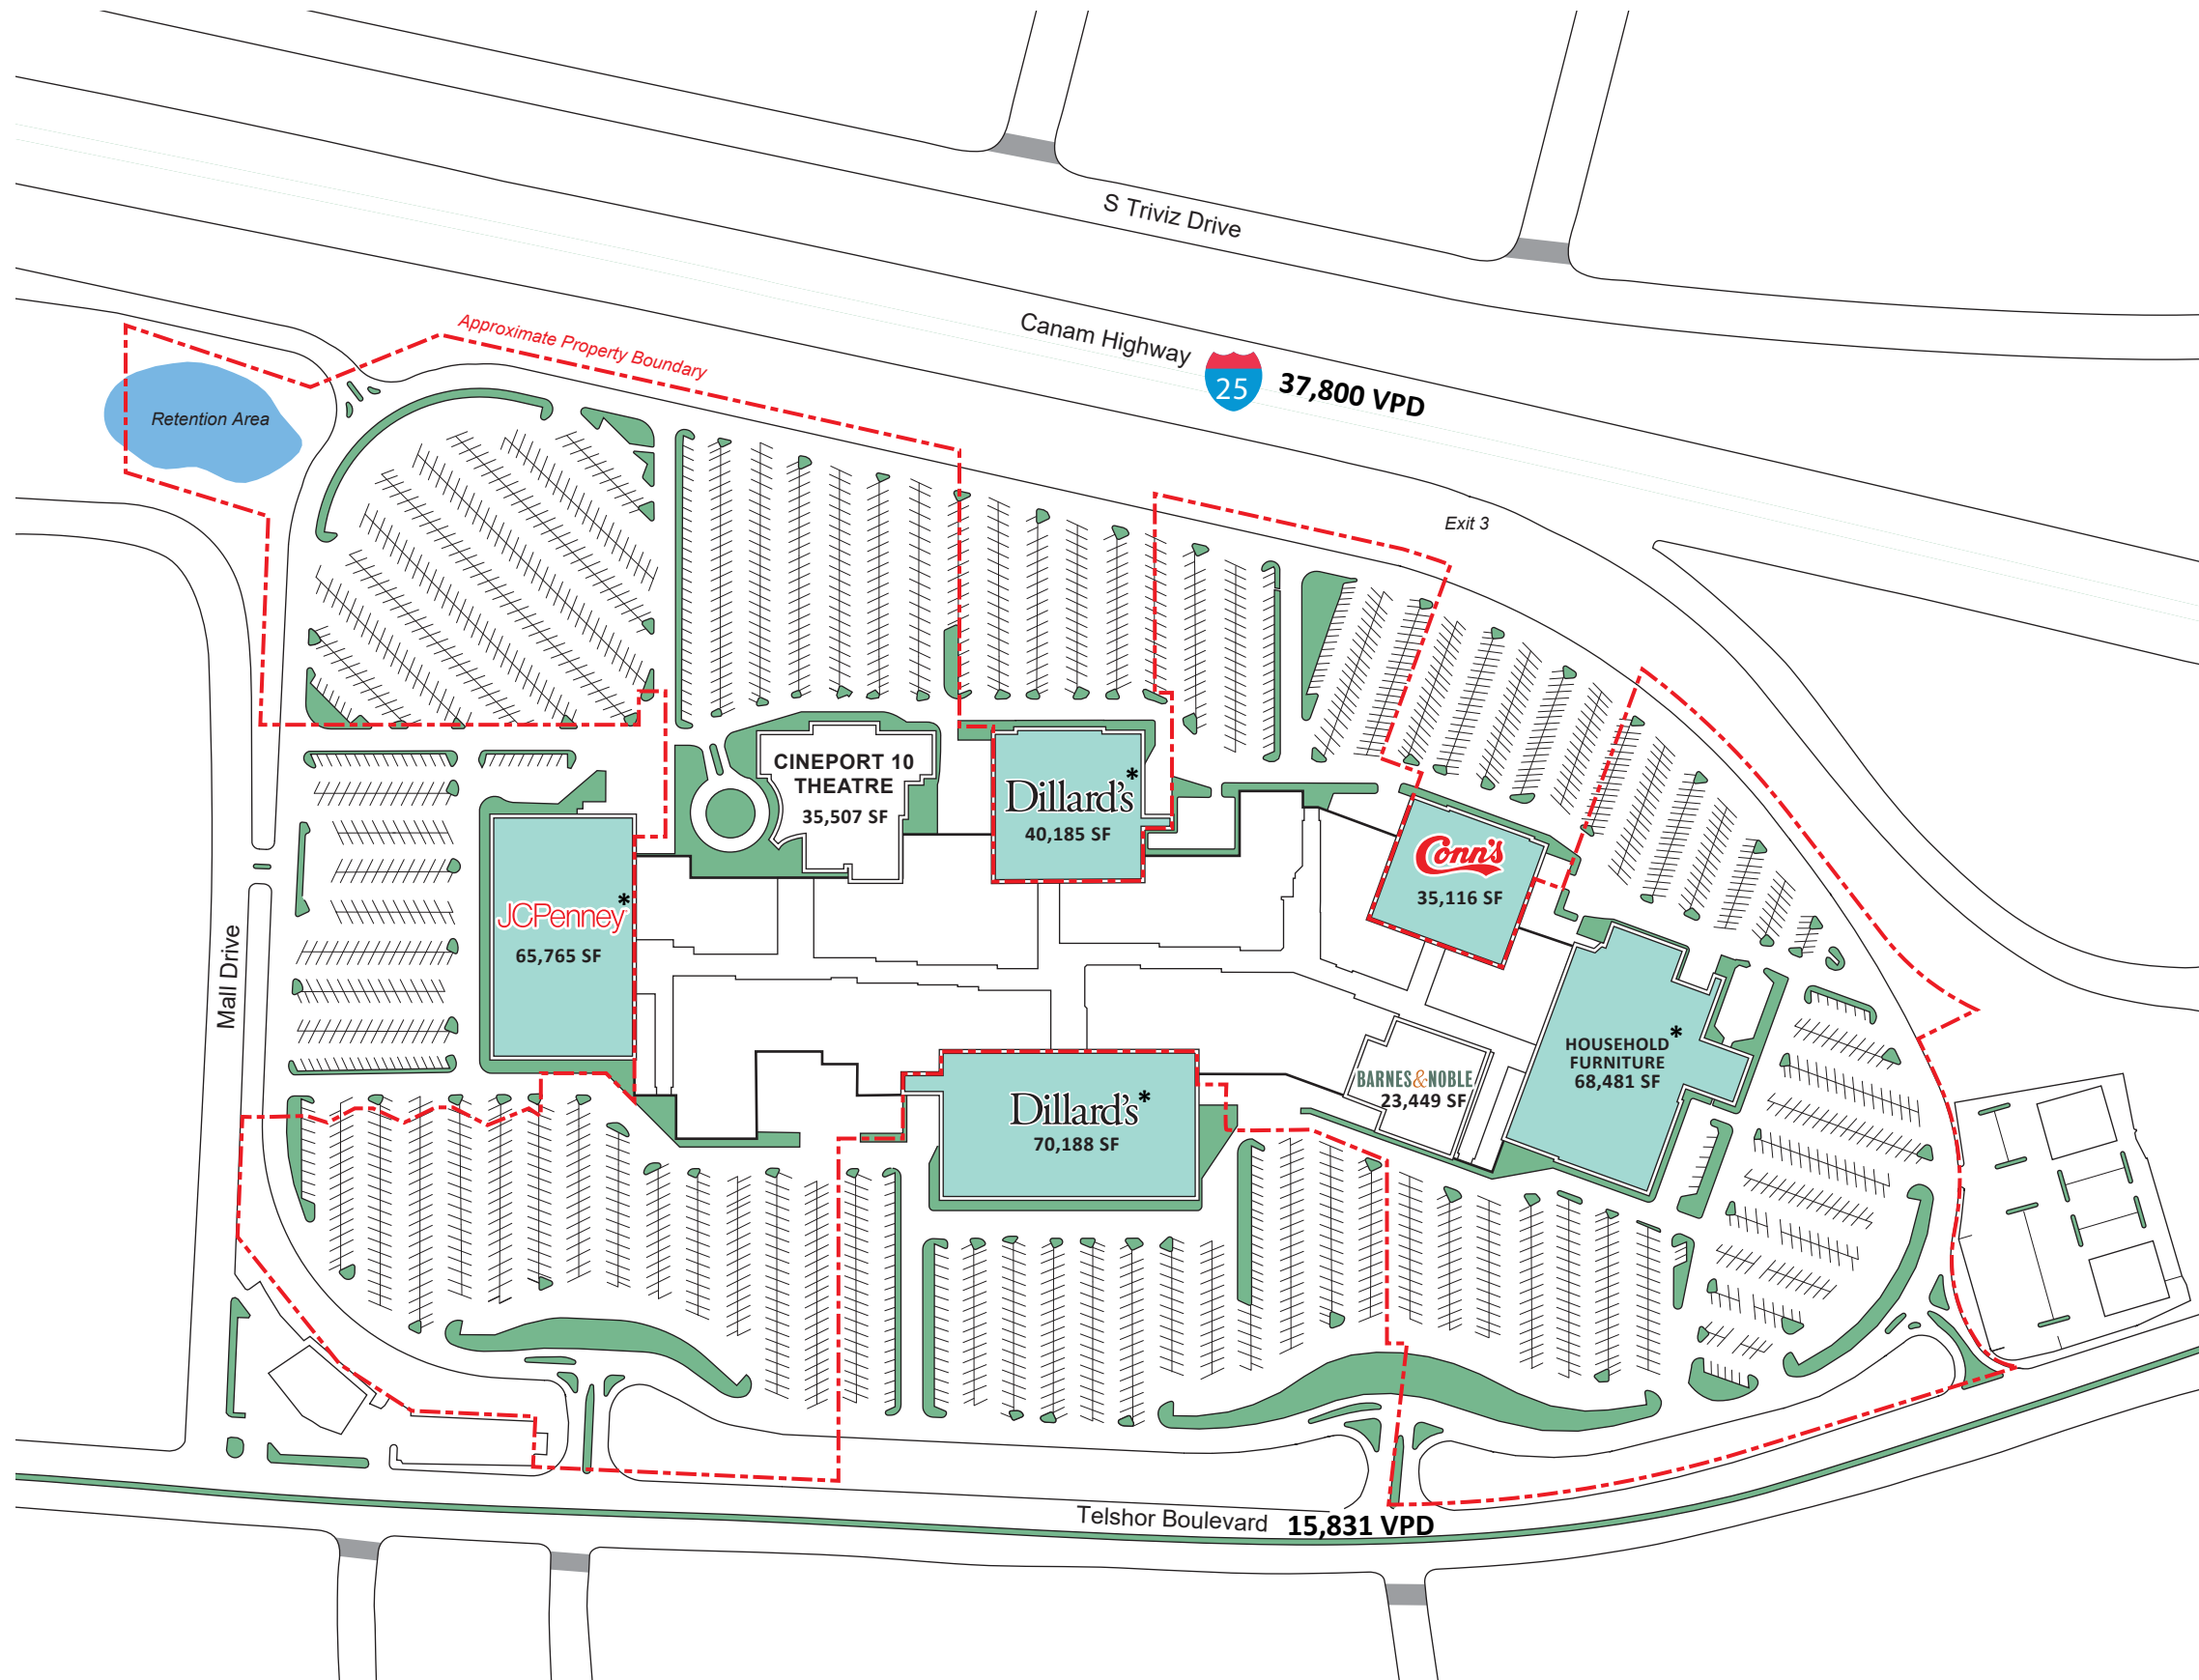 S Triviz Drive
Canam Highway
25
37,800 VPD
Approximate Property Boundary
Retention Area
Exit 3
CINEPORT 10
THEATRE
35,507 SF
Dillard's*
40,185 SF
Conn's
35,116 SF
JCPenney*
65,765 SF
Mall Drive
HOUSEHOLD*
FURNITURE
68,481 SF
BARNES&NOBLE
23,449 SF
Dillard's*
70,188 SF
Telshor Boulevard 15,831 VPD